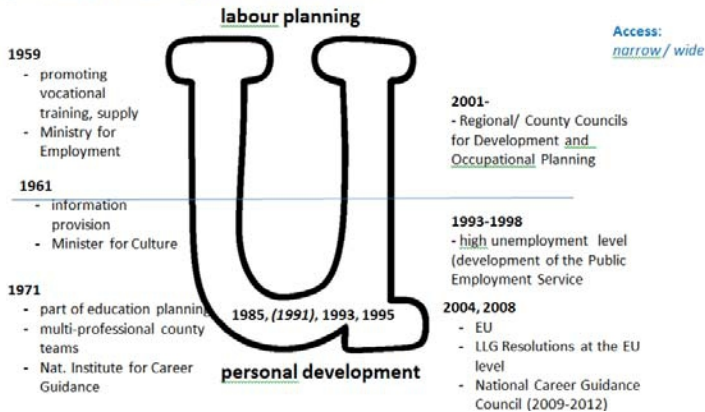 labour planning
Access:
narrow / wide
1959
- promoting
vocational
training, supply
- Ministry for
Employment
1961
- information
provision
- Minister for Culture
1971
- part of education planning
- multi-professional county
teams
- Nat. Institute for Career
Guidance
1985, (1991), 1993, 1995
personal development
2001-
- Regional/ County Councils
for Development and
Occupational Planning
1993-1998
- high unemployment level
(development of the Public
Employment Service
2004, 2008
- EU
- LLG Resolutions at the EU
level
- National Career Guidance
Council (2009-2012)